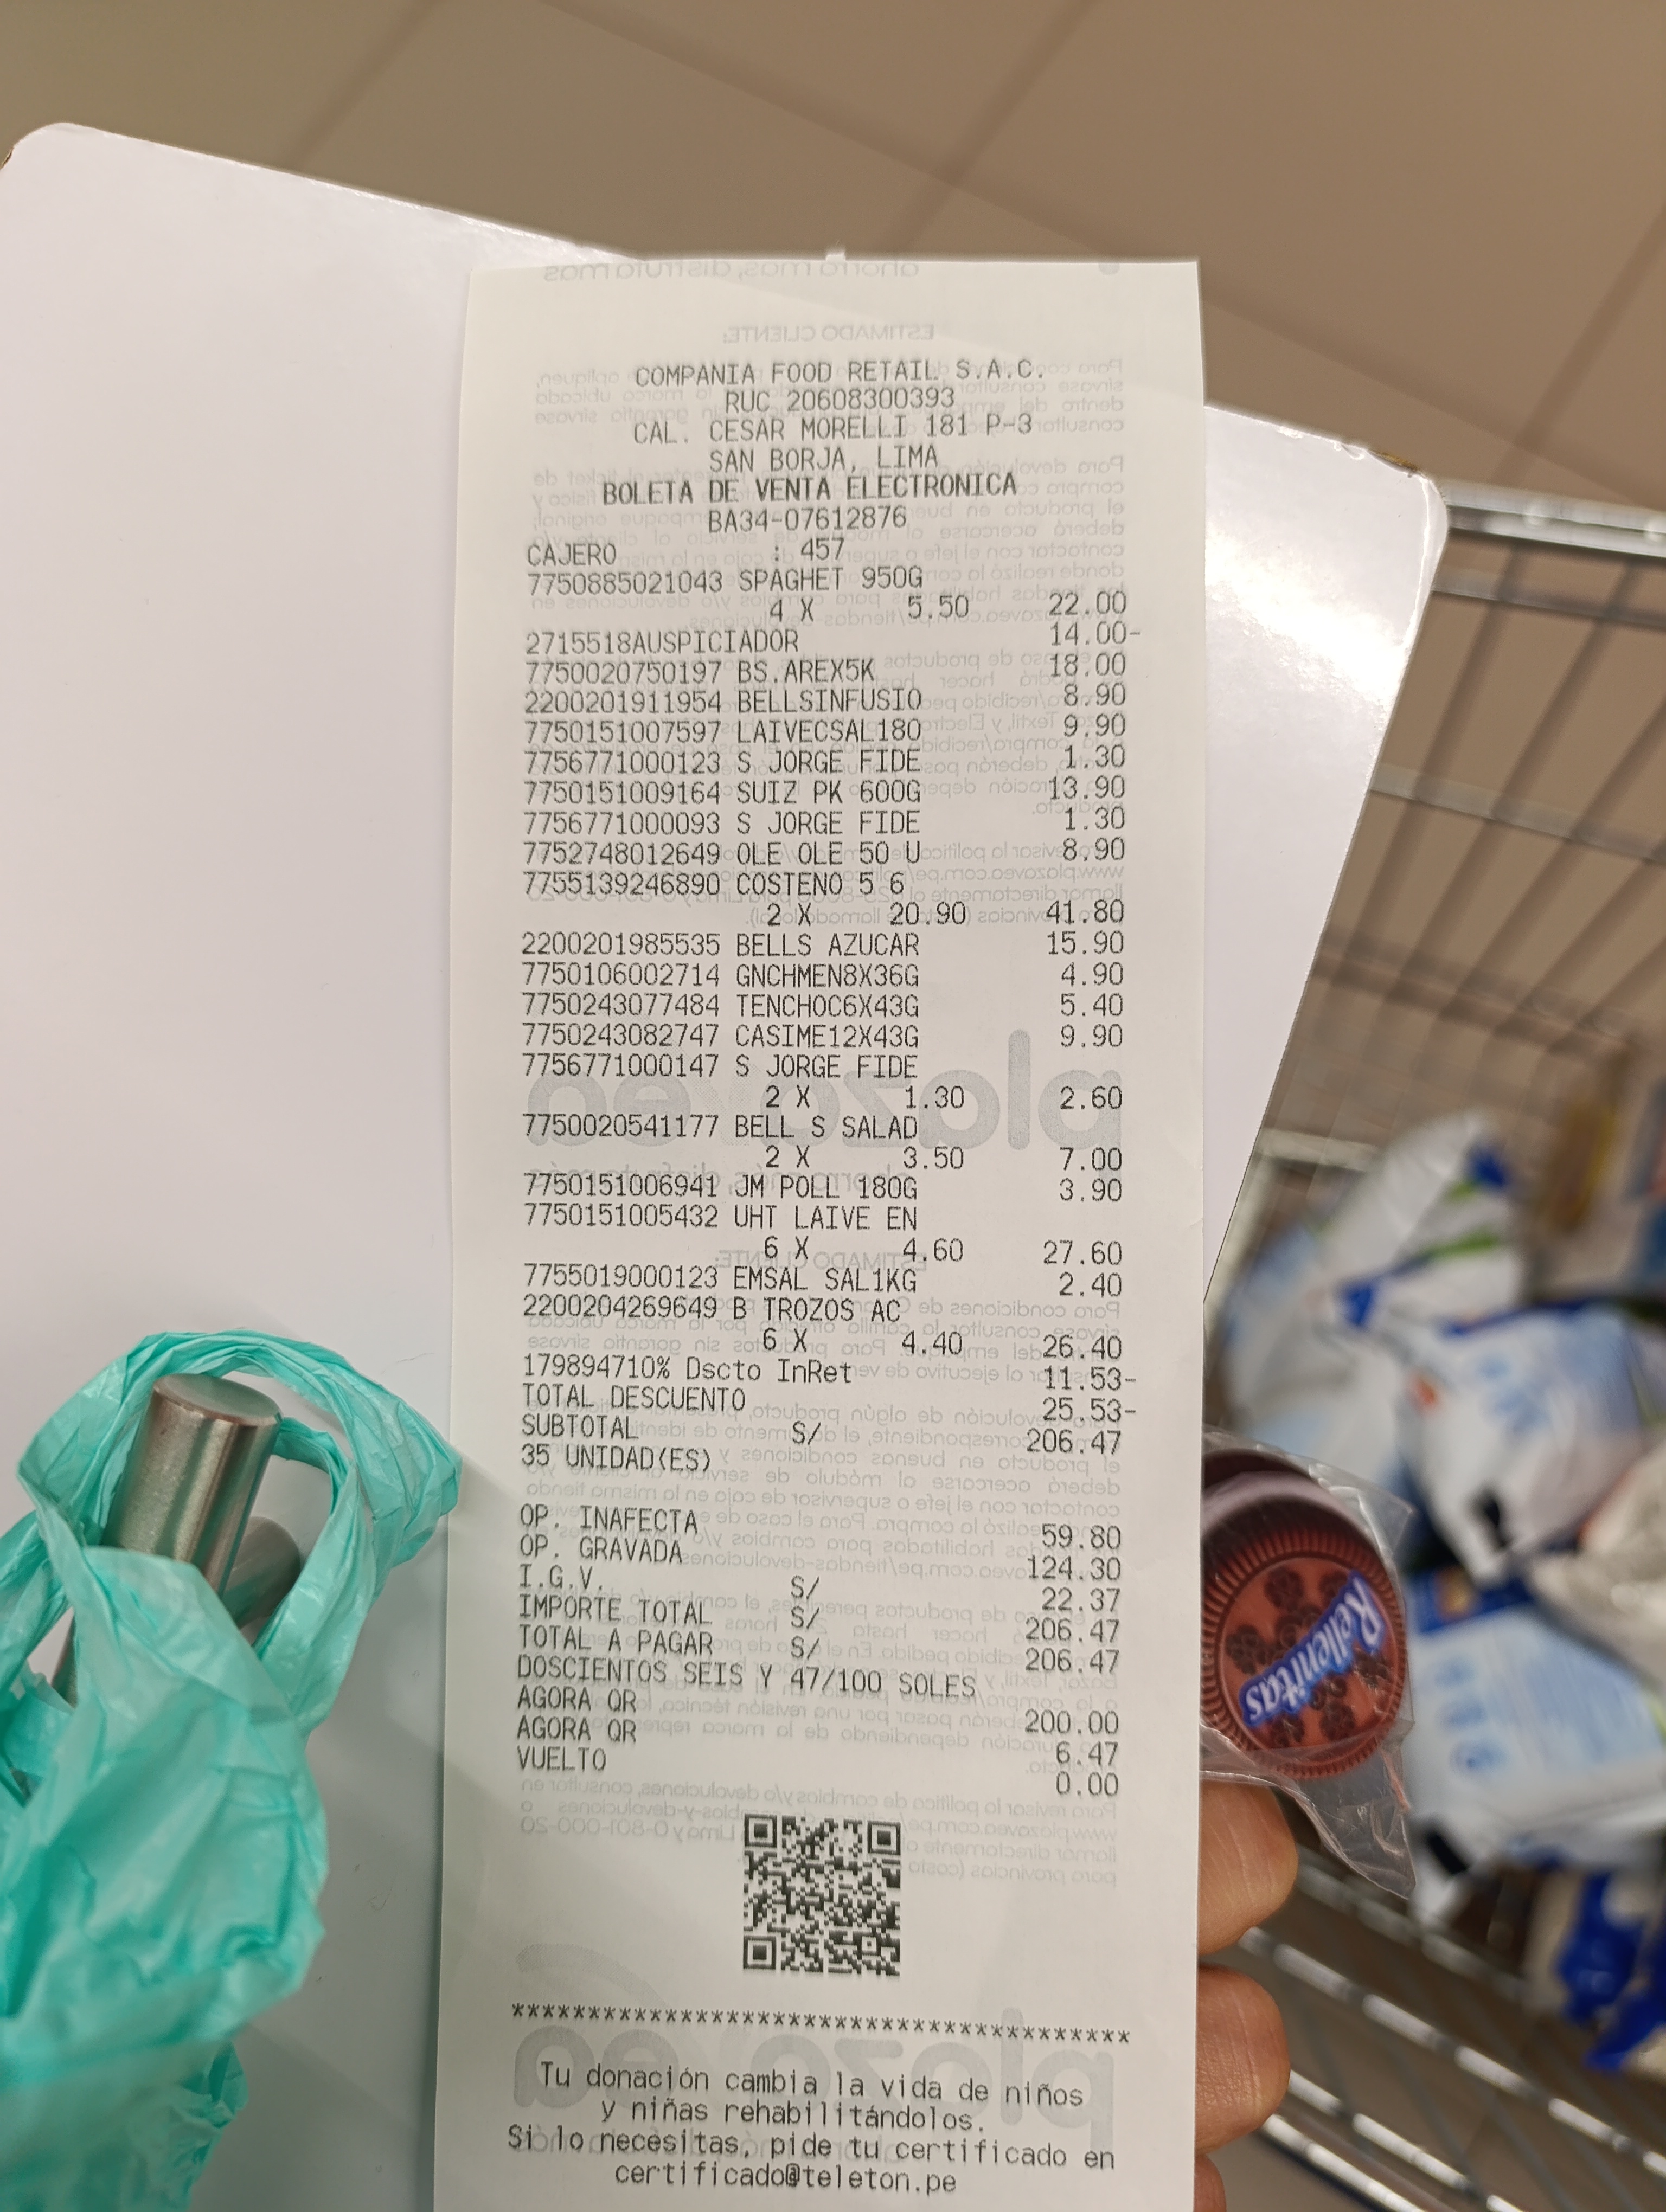 COMPANIA FOOD RETAIL S.A.C.
RUC 20608300393
CAL. CESAR MORELLI 181 P-3
SAN BORJA, LIMA
BOLETA DE VENTA ELECTRONICA
BA34-07612876
CAJERO : 457
7750885021043 SPAGHET 950G
4 X 5.50 22.00
2715518AUSPICIADOR 14.00-
7750020750197 BS.AREX5K 18.00
2200201911954 BELLSINFUSIO 8.90
7750151007597 LAIVECSAL180 9.90
7756771000123 S JORGE FIDE 1.30
7750151009164 SUIZ PK 600G 13.90
7756771000093 S JORGE FIDE 1.30
7752748012649 OLE OLE 50 U 8.90
7755139246890 COSTENO 5 6
2 X 20.90 41.80
2200201985535 BELLS AZUCAR 15.90
7750106002714 GNCHMEN8X36G 4.90
7750243077484 TENCHOC6X43G 5.40
7750243082747 CASIME12X43G 9.90
7756771000147 S JORGE FIDE
2 X 1.30 2.60
7750020541177 BELL S SALAD
2 X 3.50 7.00
7750151006941 JM POLL 180G 3.90
7750151005432 UHT LAIVE EN
6 X 4.60 27.60
7755019000123 EMSAL SAL1KG 2.40
2200204269649 B TROZOS AC
6 X 4.40 26.40
179894710% Dscto InRet 11.53-
TOTAL DESCUENTO 25.53-
SUBTOTAL S/ 206.47
35 UNIDAD(ES)
OP. INAFECTA 59.80
OP. GRAVADA 124.30
I.G.V. S/ 22.37
IMPORTE TOTAL S/ 206.47
TOTAL A PAGAR S/ 206.47
DOSCIENTOS SEIS Y 47/100 SOLES
AGORA QR 200.00
AGORA QR 6.47
VUELTO 0.00
****************************************
Tu donación cambia la vida de niños
y niñas rehabilitándolos.
Si lo necesitas, pide tu certificado en
certificado@teleton.pe
Rellenitas